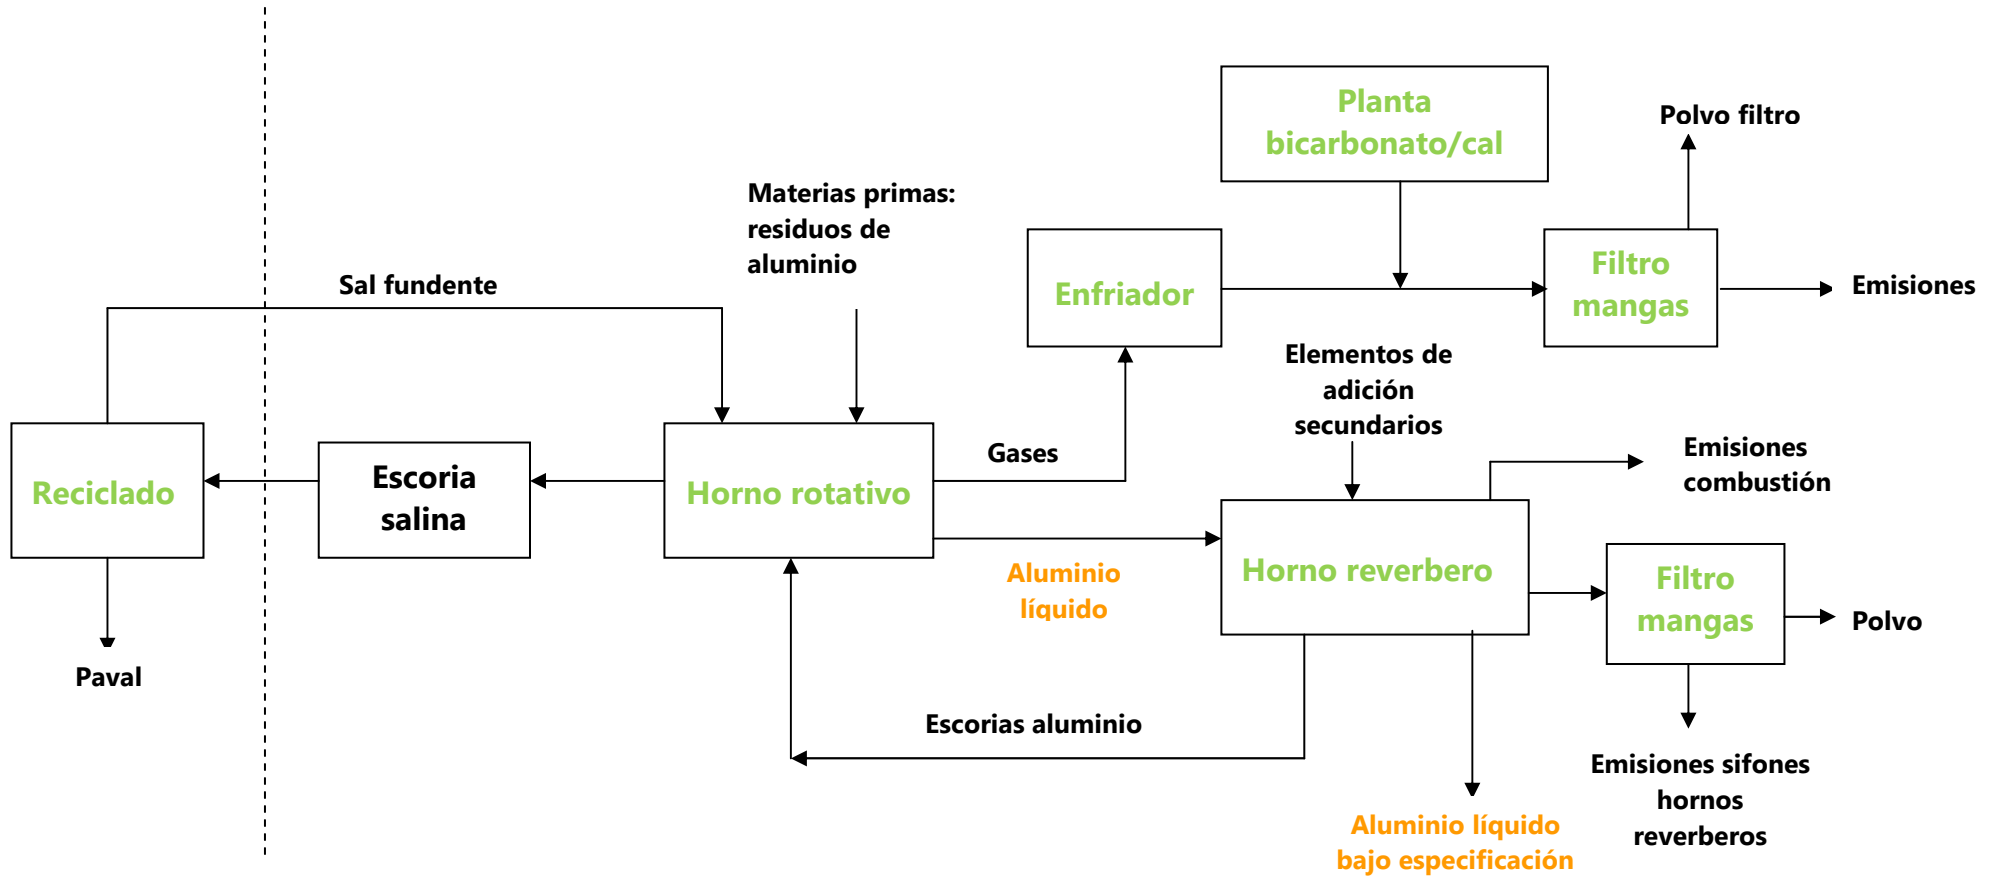 Planta
bicarbonato/cal
Polvo filtro
Materias primas:
residuos de
aluminio
Sal fundente
Enfriador
Filtro
mangas
Emisiones
Elementos de
adición
secundarios
Reciclado
Escoria
salina
Horno rotativo
Gases
Emisiones
combustión
Aluminio
líquido
Horno reverbero
Filtro
mangas
Polvo
Paval
Escorias aluminio
Emisiones sifones
hornos
reverberos
Aluminio líquido
bajo especificación